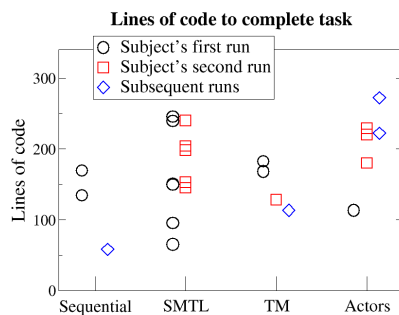 Lines of code to complete task
Subject's first run
Subject's second run
Subsequent runs
Lines of code
300
200
100
0
Sequential SMTL TM Actors